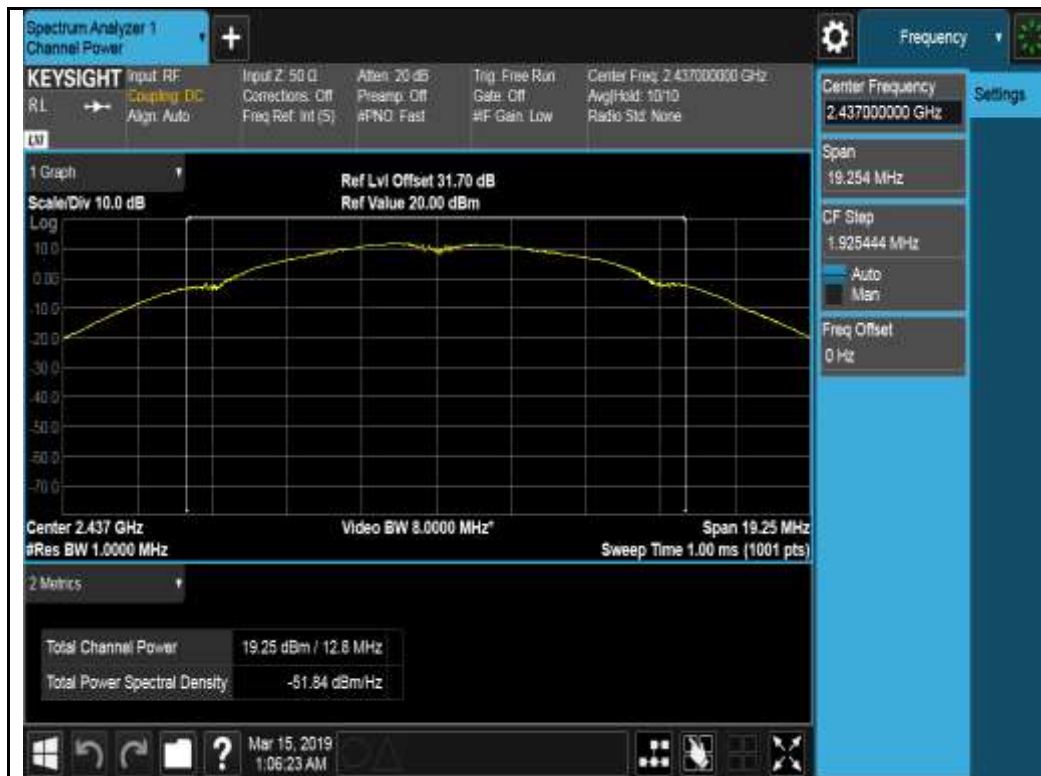 Spectrum Analyzer 1
Channel Power
+
Frequency
KEYSIGHT
RL
LXI
Input: RF
Coupling: DC
Align: Auto
Input Z: 50 Ω
Corrections: Off
Freq Ref: Int (S)
Atten: 20 dB
Preamp: Off
#PNO: Fast
Trig: Free Run
Gate: Off
#IF Gain: Low
Center Freq: 2.437000000 GHz
Avg|Hold: 10/10
Radio Std: None
Center Frequency
2.437000000 GHz
Settings
Span
19.254 MHz
CF Step
1.925444 MHz
Auto
Man
Freq Offset
0 Hz
1 Graph
Scale/Div 10.0 dB
Ref Lvl Offset 31.70 dB
Ref Value 20.00 dBm
Log
10.0
0.00
-10.0
-20.0
-30.0
-40.0
-50.0
-60.0
-70.0
Center 2.437 GHz
#Res BW 1.0000 MHz
Video BW 8.0000 MHz*
Span 19.25 MHz
Sweep Time 1.00 ms (1001 pts)
2 Metrics
Total Channel Power 19.25 dBm / 12.8 MHz
Total Power Spectral Density -51.84 dBm/Hz
?
Mar 15, 2019
1:06:23 AM